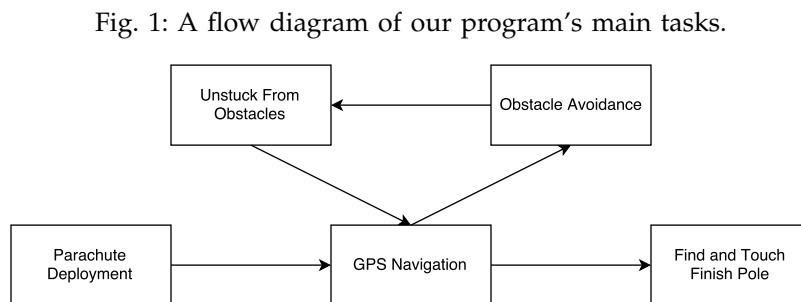 Fig. 1: A flow diagram of our program's main tasks.
Unstuck From
Obstacles
Obstacle Avoidance
Parachute
Deployment
GPS Navigation
Find and Touch
Finish Pole